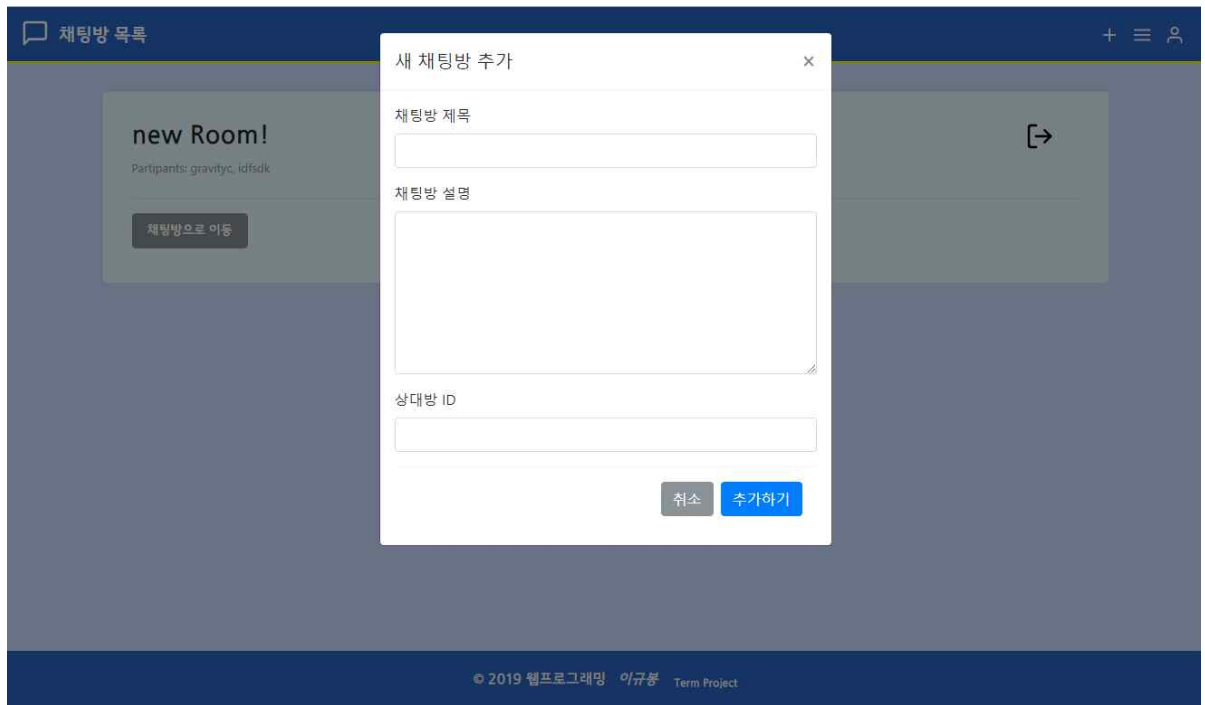 채팅방 목록
새 채팅방 추가 ×
채팅방 제목
new Room!
Partipants: gravityc, idfsdk
채팅방 설명
채팅방으로 이동
상대방 ID
취소 추가하기
© 2019 웹프로그래밍 이규봉 Term Project